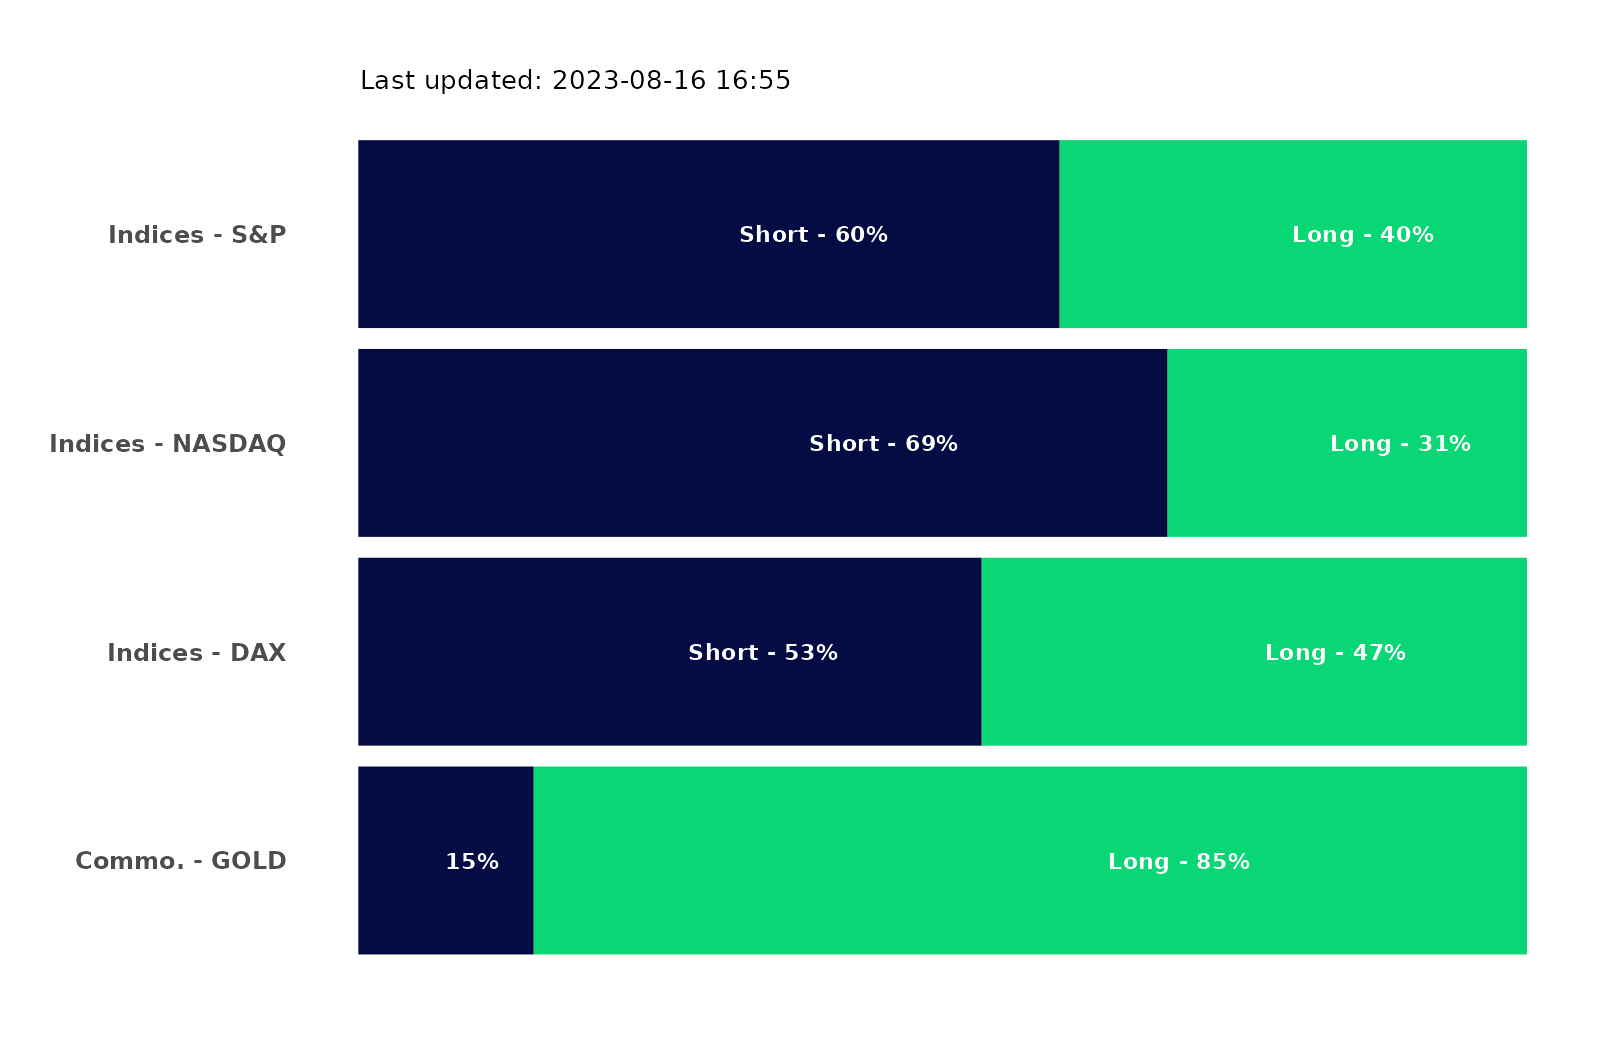 Last updated: 2023-08-16 16:55
Indices - S&P
Short - 60%
Long - 40%
Indices - NASDAQ
Short - 69%
Long - 31%
Indices - DAX
Short - 53%
Long - 47%
Commo. - GOLD
15%
Long - 85%